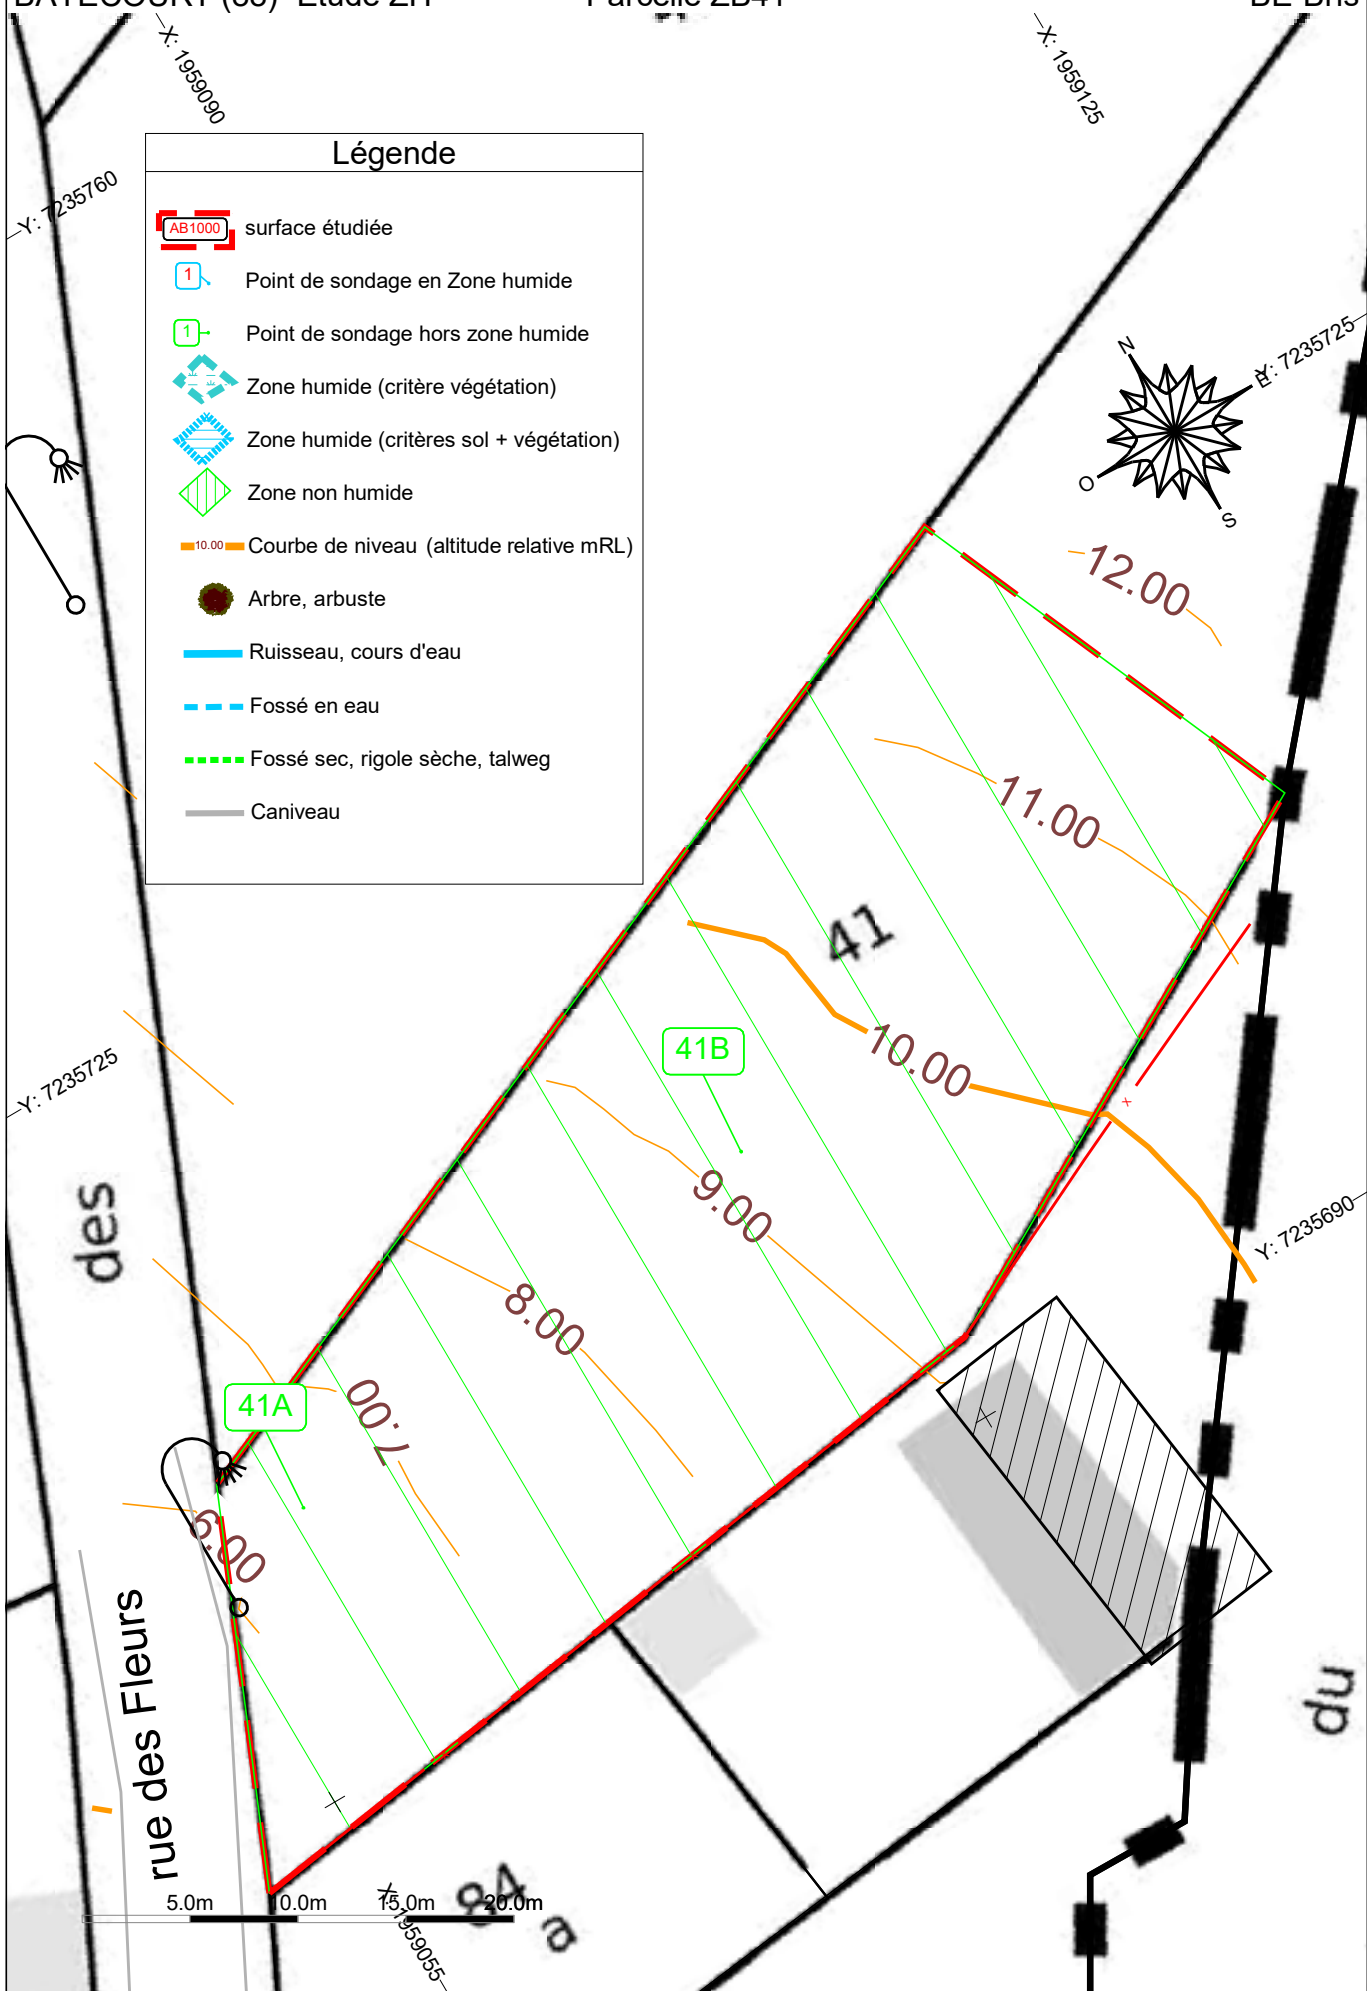 X: 1959090
X: 1959125
Légende
Y: 7235760
AB1000 surface étudiée
1 Point de sondage en Zone humide
1 Point de sondage hors zone humide
Zone humide (critère végétation)
Zone humide (critères sol + végétation)
Zone non humide
10.00 Courbe de niveau (altitude relative mRL)
Arbre, arbuste
Ruisseau, cours d'eau
Fossé en eau
Fossé sec, rigole sèche, talweg
Caniveau
N
E
Y: 7235725
O
S
12.00
11.00
41
41B
10.00
Y: 7235725
9.00
des
8.00
Y: 7235690
7.00
41A
6.00
rue des Fleurs
du
84
a
5.0m 10.0m 15.0m 20.0m
X: 1959055